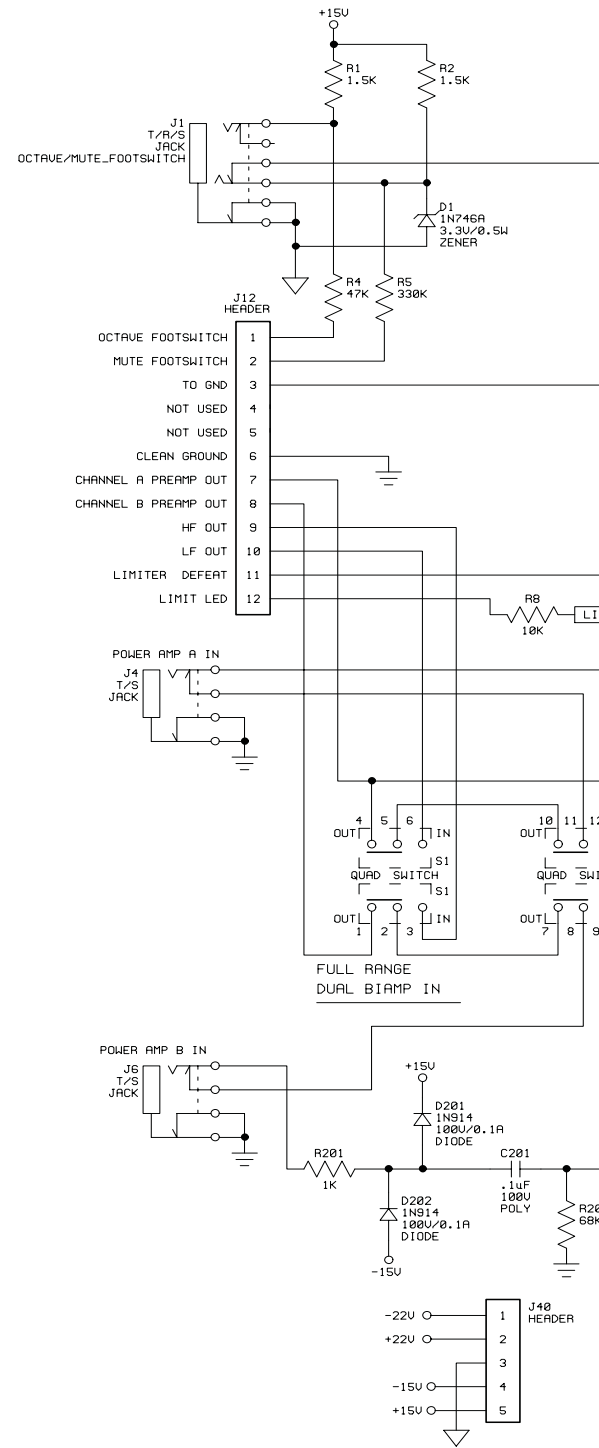 +15V
R1
1.5K
R2
1.5K
J1
T/R/S
JACK
OCTAVE/MUTE_FOOTSWITCH
D1
1N746A
3.3V/0.5W
ZENER
R4
47K
R5
330K
J12
HEADER
OCTAVE FOOTSWITCH 1
MUTE FOOTSWITCH 2
TO GND 3
NOT USED 4
NOT USED 5
CLEAN GROUND 6
CHANNEL A PREAMP OUT 7
CHANNEL B PREAMP OUT 8
HF OUT 9
LF OUT 10
LIMITER DEFEAT 11
LIMIT LED 12
R8
10K
LI
POWER AMP A IN
J4
T/S
JACK
4 5 6
OUT IN
S1
QUAD SWITCH
S1
OUT IN
1 2 3
10 11 12
OUT
QUAD SWI
OUT
7 8 9
FULL RANGE
DUAL BIAMP IN
POWER AMP B IN
J6
T/S
JACK
+15V
D201
1N914
100V/0.1A
DIODE
R201
1K
C201
.1uF
100V
POLY
D202
1N914
100V/0.1A
DIODE
-15V
R20
68K
J40
HEADER
-22V 1
+22V 2
3
-15V 4
+15V 5